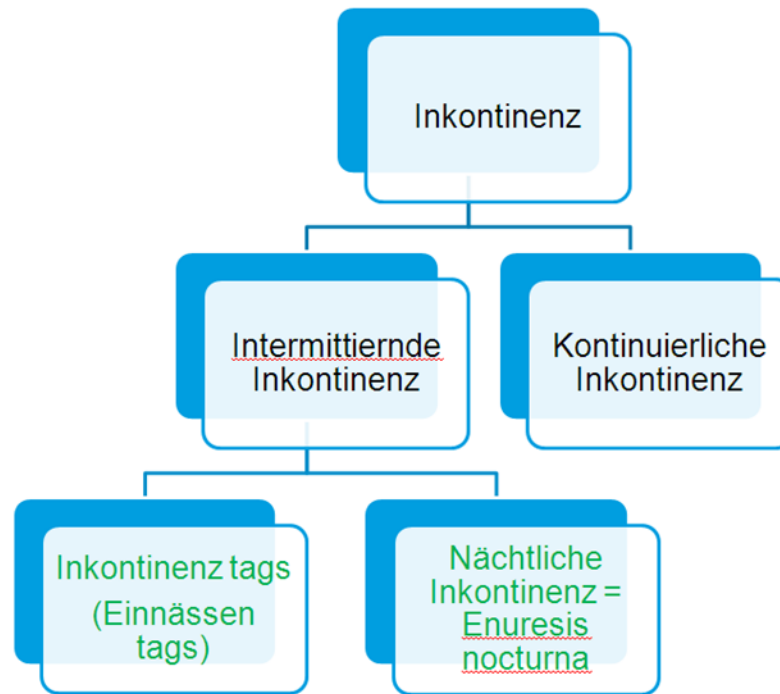 Inkontinenz
Intermittiernde
Inkontinenz
Kontinuierliche
Inkontinenz
Inkontinenz tags
(Einnässen
tags)
Nächtliche
Inkontinenz =
Enuresis
nocturna